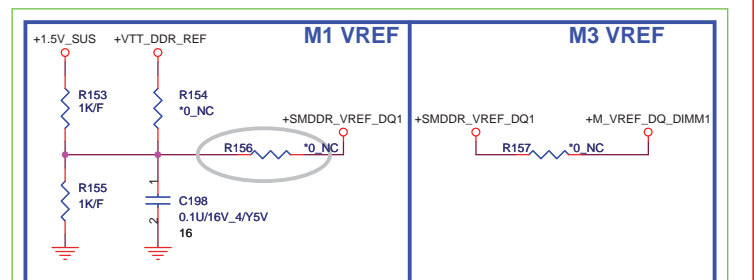 M1 VREF
M3 VREF
+1.5V_SUS
+VTT_DDR_REF
R153
1K/F
R154
*0_NC
+SMDDR_VREF_DQ1
R156
*0_NC
R155
1K/F
1
2
C198
0.1U/16V_4/Y5V
16
+SMDDR_VREF_DQ1
+M_VREF_DQ_DIMM1
R157
*0_NC